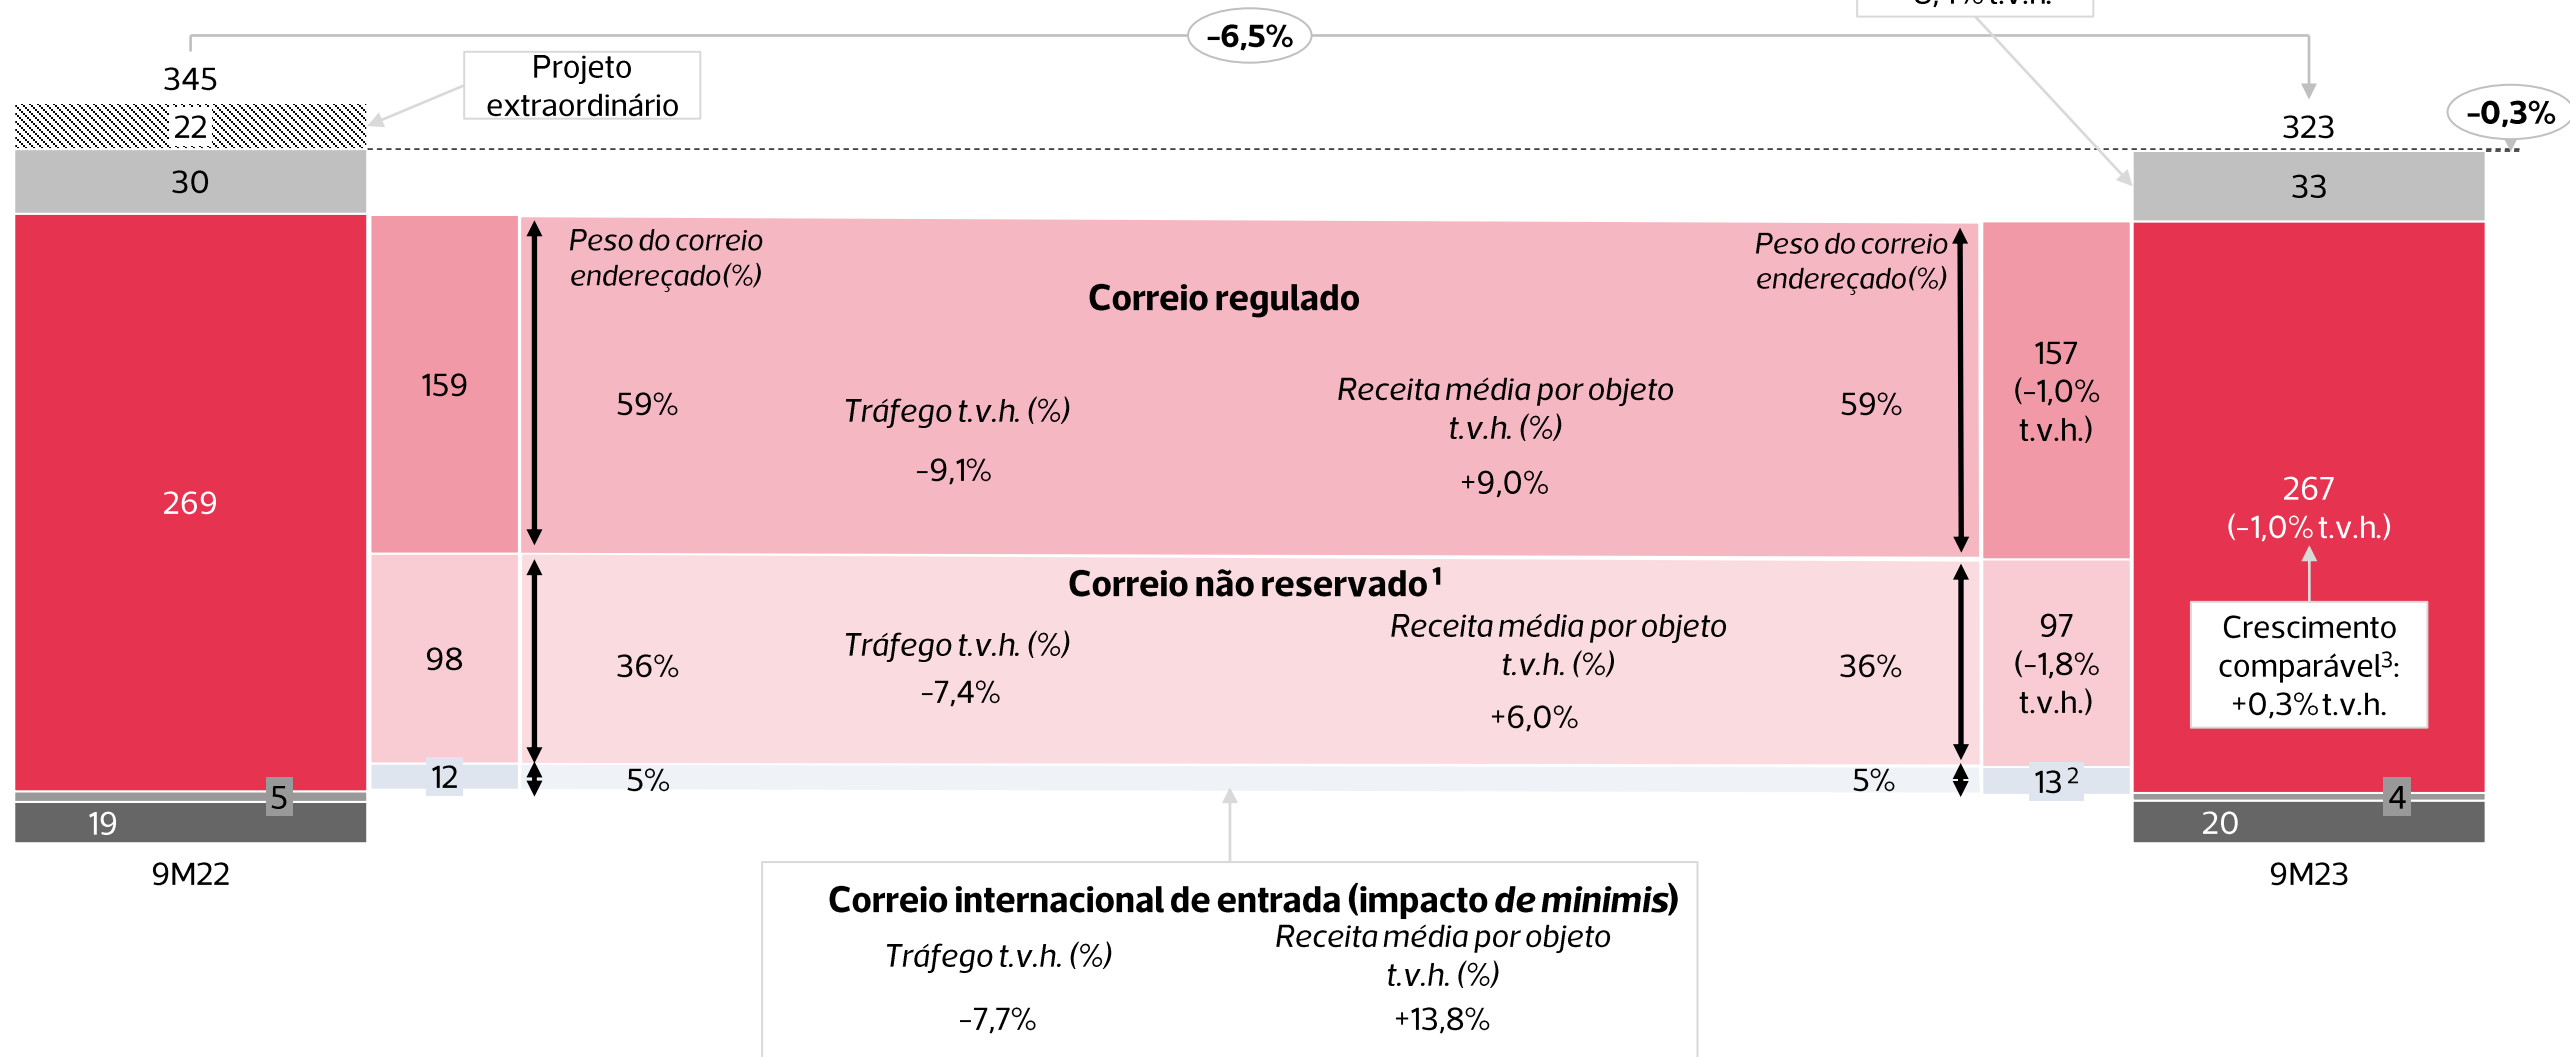 –6,5%
345
Projeto
extraordinário
22
323
–0,3%
30
33
Peso do correio
endereçado(%)
Peso do correio
endereçado(%)
Correio regulado
159
59%
Tráfego t.v.h. (%)
–9,1%
Receita média por objeto
t.v.h. (%)
+9,0%
59%
157
(–1,0%
t.v.h.)
269
267
(–1,0% t.v.h.)
Correio não reservado¹
98
36%
Tráfego t.v.h. (%)
–7,4%
Receita média por objeto
t.v.h. (%)
+6,0%
36%
97
(–1,8%
t.v.h.)
Crescimento
comparável³:
+0,3% t.v.h.
12
5%
5%
13²
5
4
19
20
9M22
9M23
Correio internacional de entrada (impacto de minimis)
Tráfego t.v.h. (%)
–7,7%
Receita média por objeto
t.v.h. (%)
+13,8%